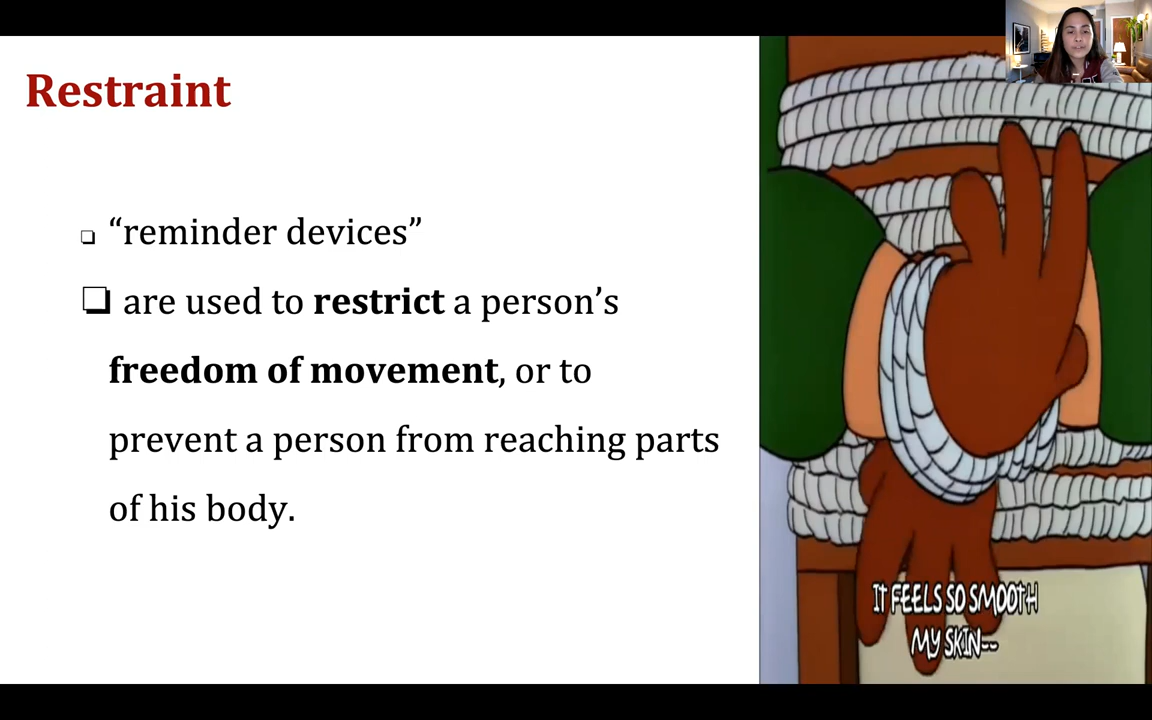 Restraint
❑ “reminder devices”
❑ are used to restrict a person’s
freedom of movement, or to
prevent a person from reaching parts
of his body.
IT FEELS SO SMOOTH
MY SKIN--